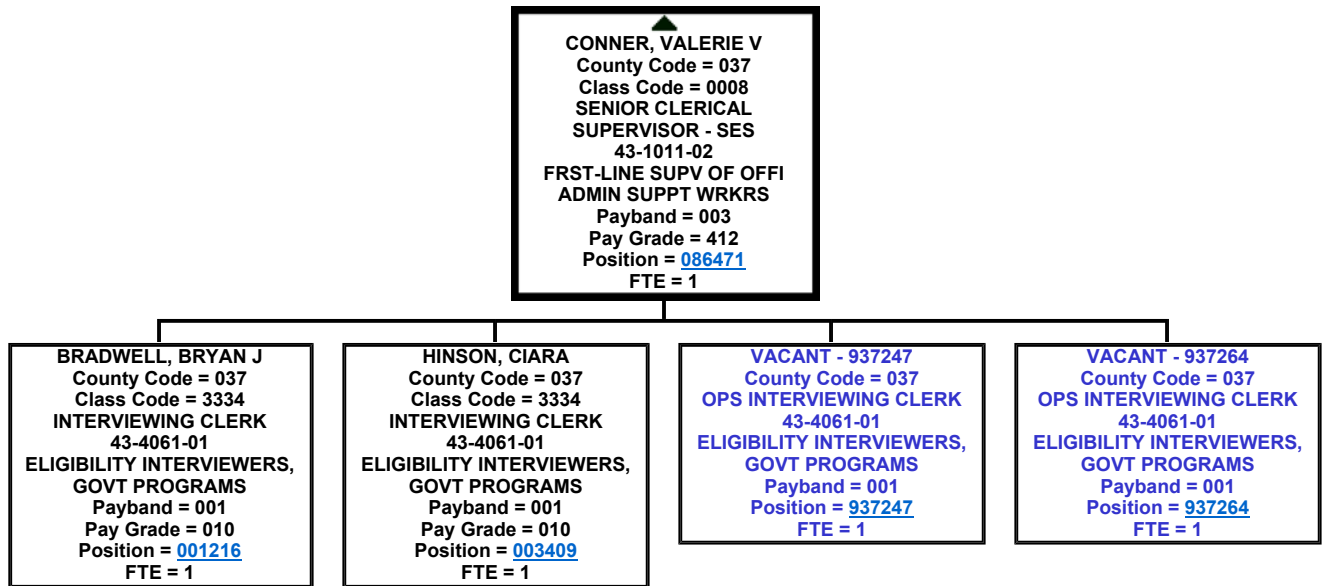 CONNER, VALERIE V
County Code = 037
Class Code = 0008
SENIOR CLERICAL
SUPERVISOR - SES
43-1011-02
FRST-LINE SUPV OF OFFI
ADMIN SUPPT WRKRS
Payband = 003
Pay Grade = 412
Position = 086471
FTE = 1
BRADWELL, BRYAN J
County Code = 037
Class Code = 3334
INTERVIEWING CLERK
43-4061-01
ELIGIBILITY INTERVIEWERS,
GOVT PROGRAMS
Payband = 001
Pay Grade = 010
Position = 001216
FTE = 1
HINSON, CIARA
County Code = 037
Class Code = 3334
INTERVIEWING CLERK
43-4061-01
ELIGIBILITY INTERVIEWERS,
GOVT PROGRAMS
Payband = 001
Pay Grade = 010
Position = 003409
FTE = 1
VACANT - 937247
County Code = 037
OPS INTERVIEWING CLERK
43-4061-01
ELIGIBILITY INTERVIEWERS,
GOVT PROGRAMS
Payband = 001
Position = 937247
FTE = 1
VACANT - 937264
County Code = 037
OPS INTERVIEWING CLERK
43-4061-01
ELIGIBILITY INTERVIEWERS,
GOVT PROGRAMS
Payband = 001
Position = 937264
FTE = 1